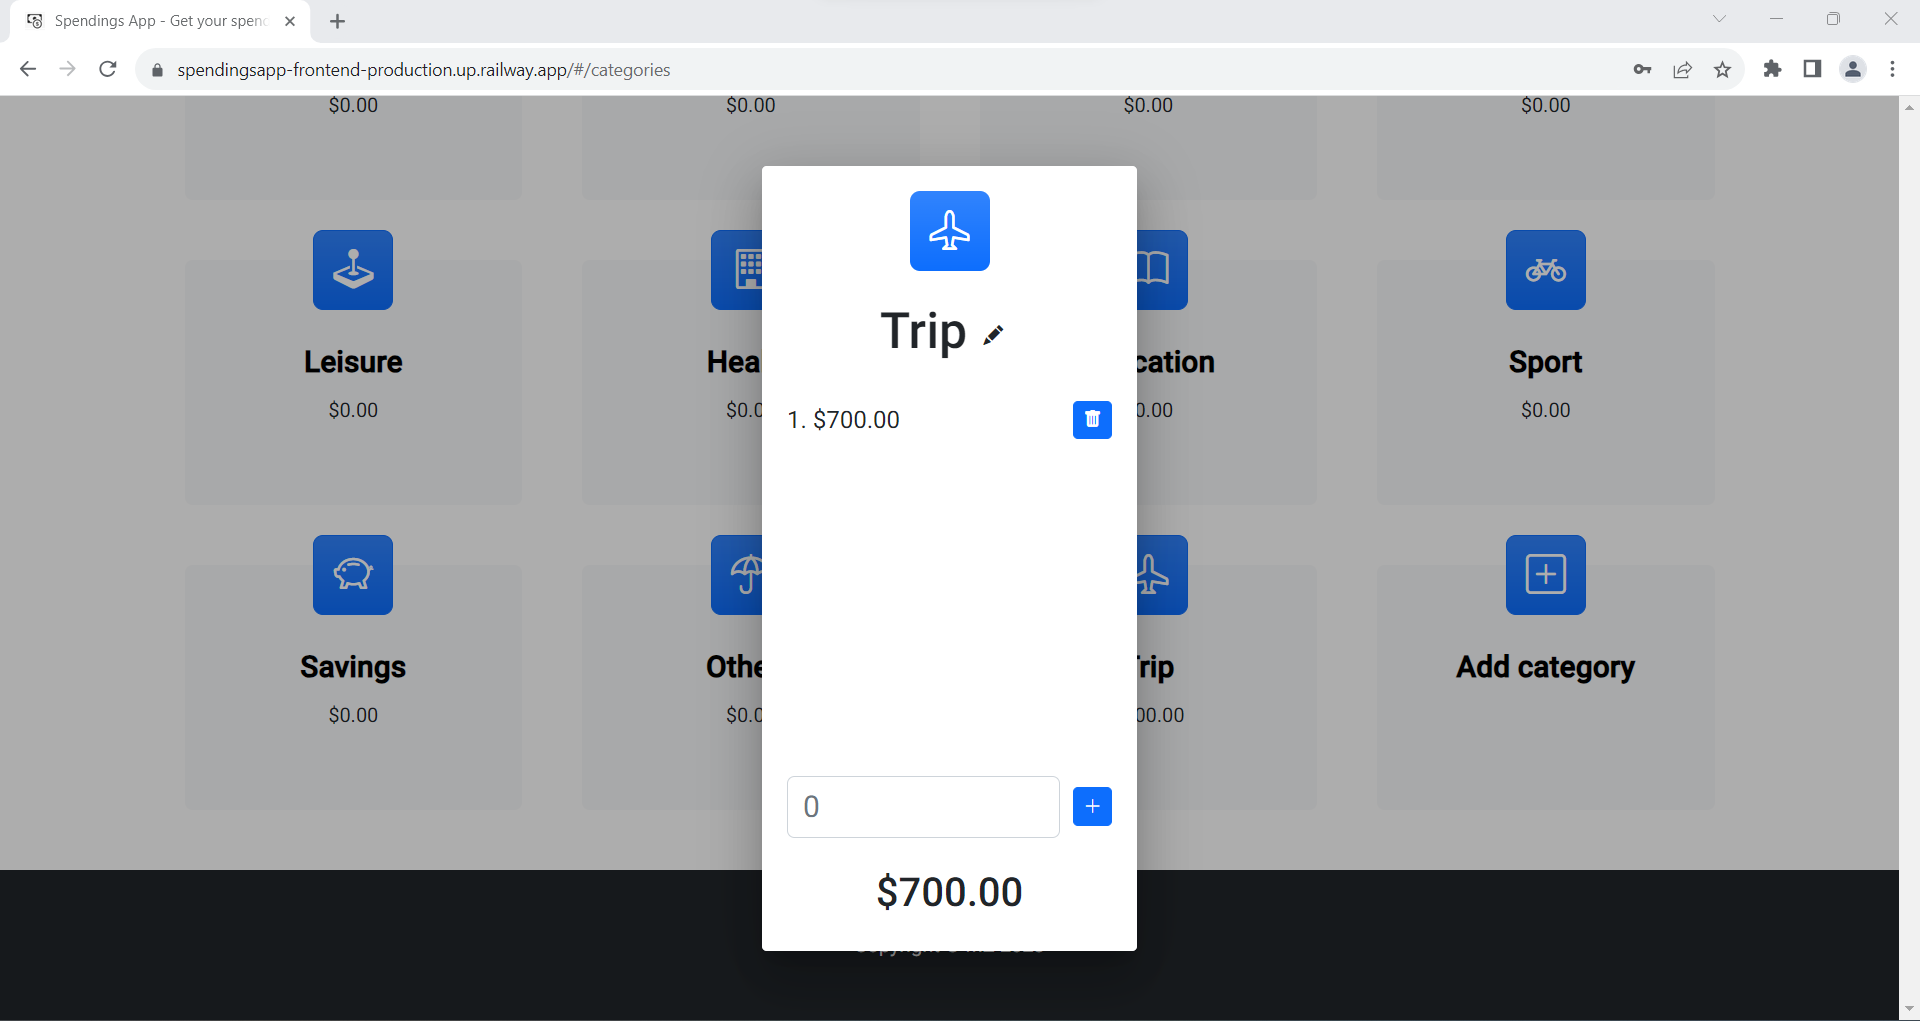 Spendings App - Get your spen
spendingsapp-frontend-production.up.railway.app/#/categories
$0.00 $0.00 $0.00 $0.00
Trip
Leisure Hea cation Sport
$0.00 $0.0 0.00 $0.00
1. $700.00
Savings Othe rip Add category
$0.00 $0.0 00.00
0
$700.00